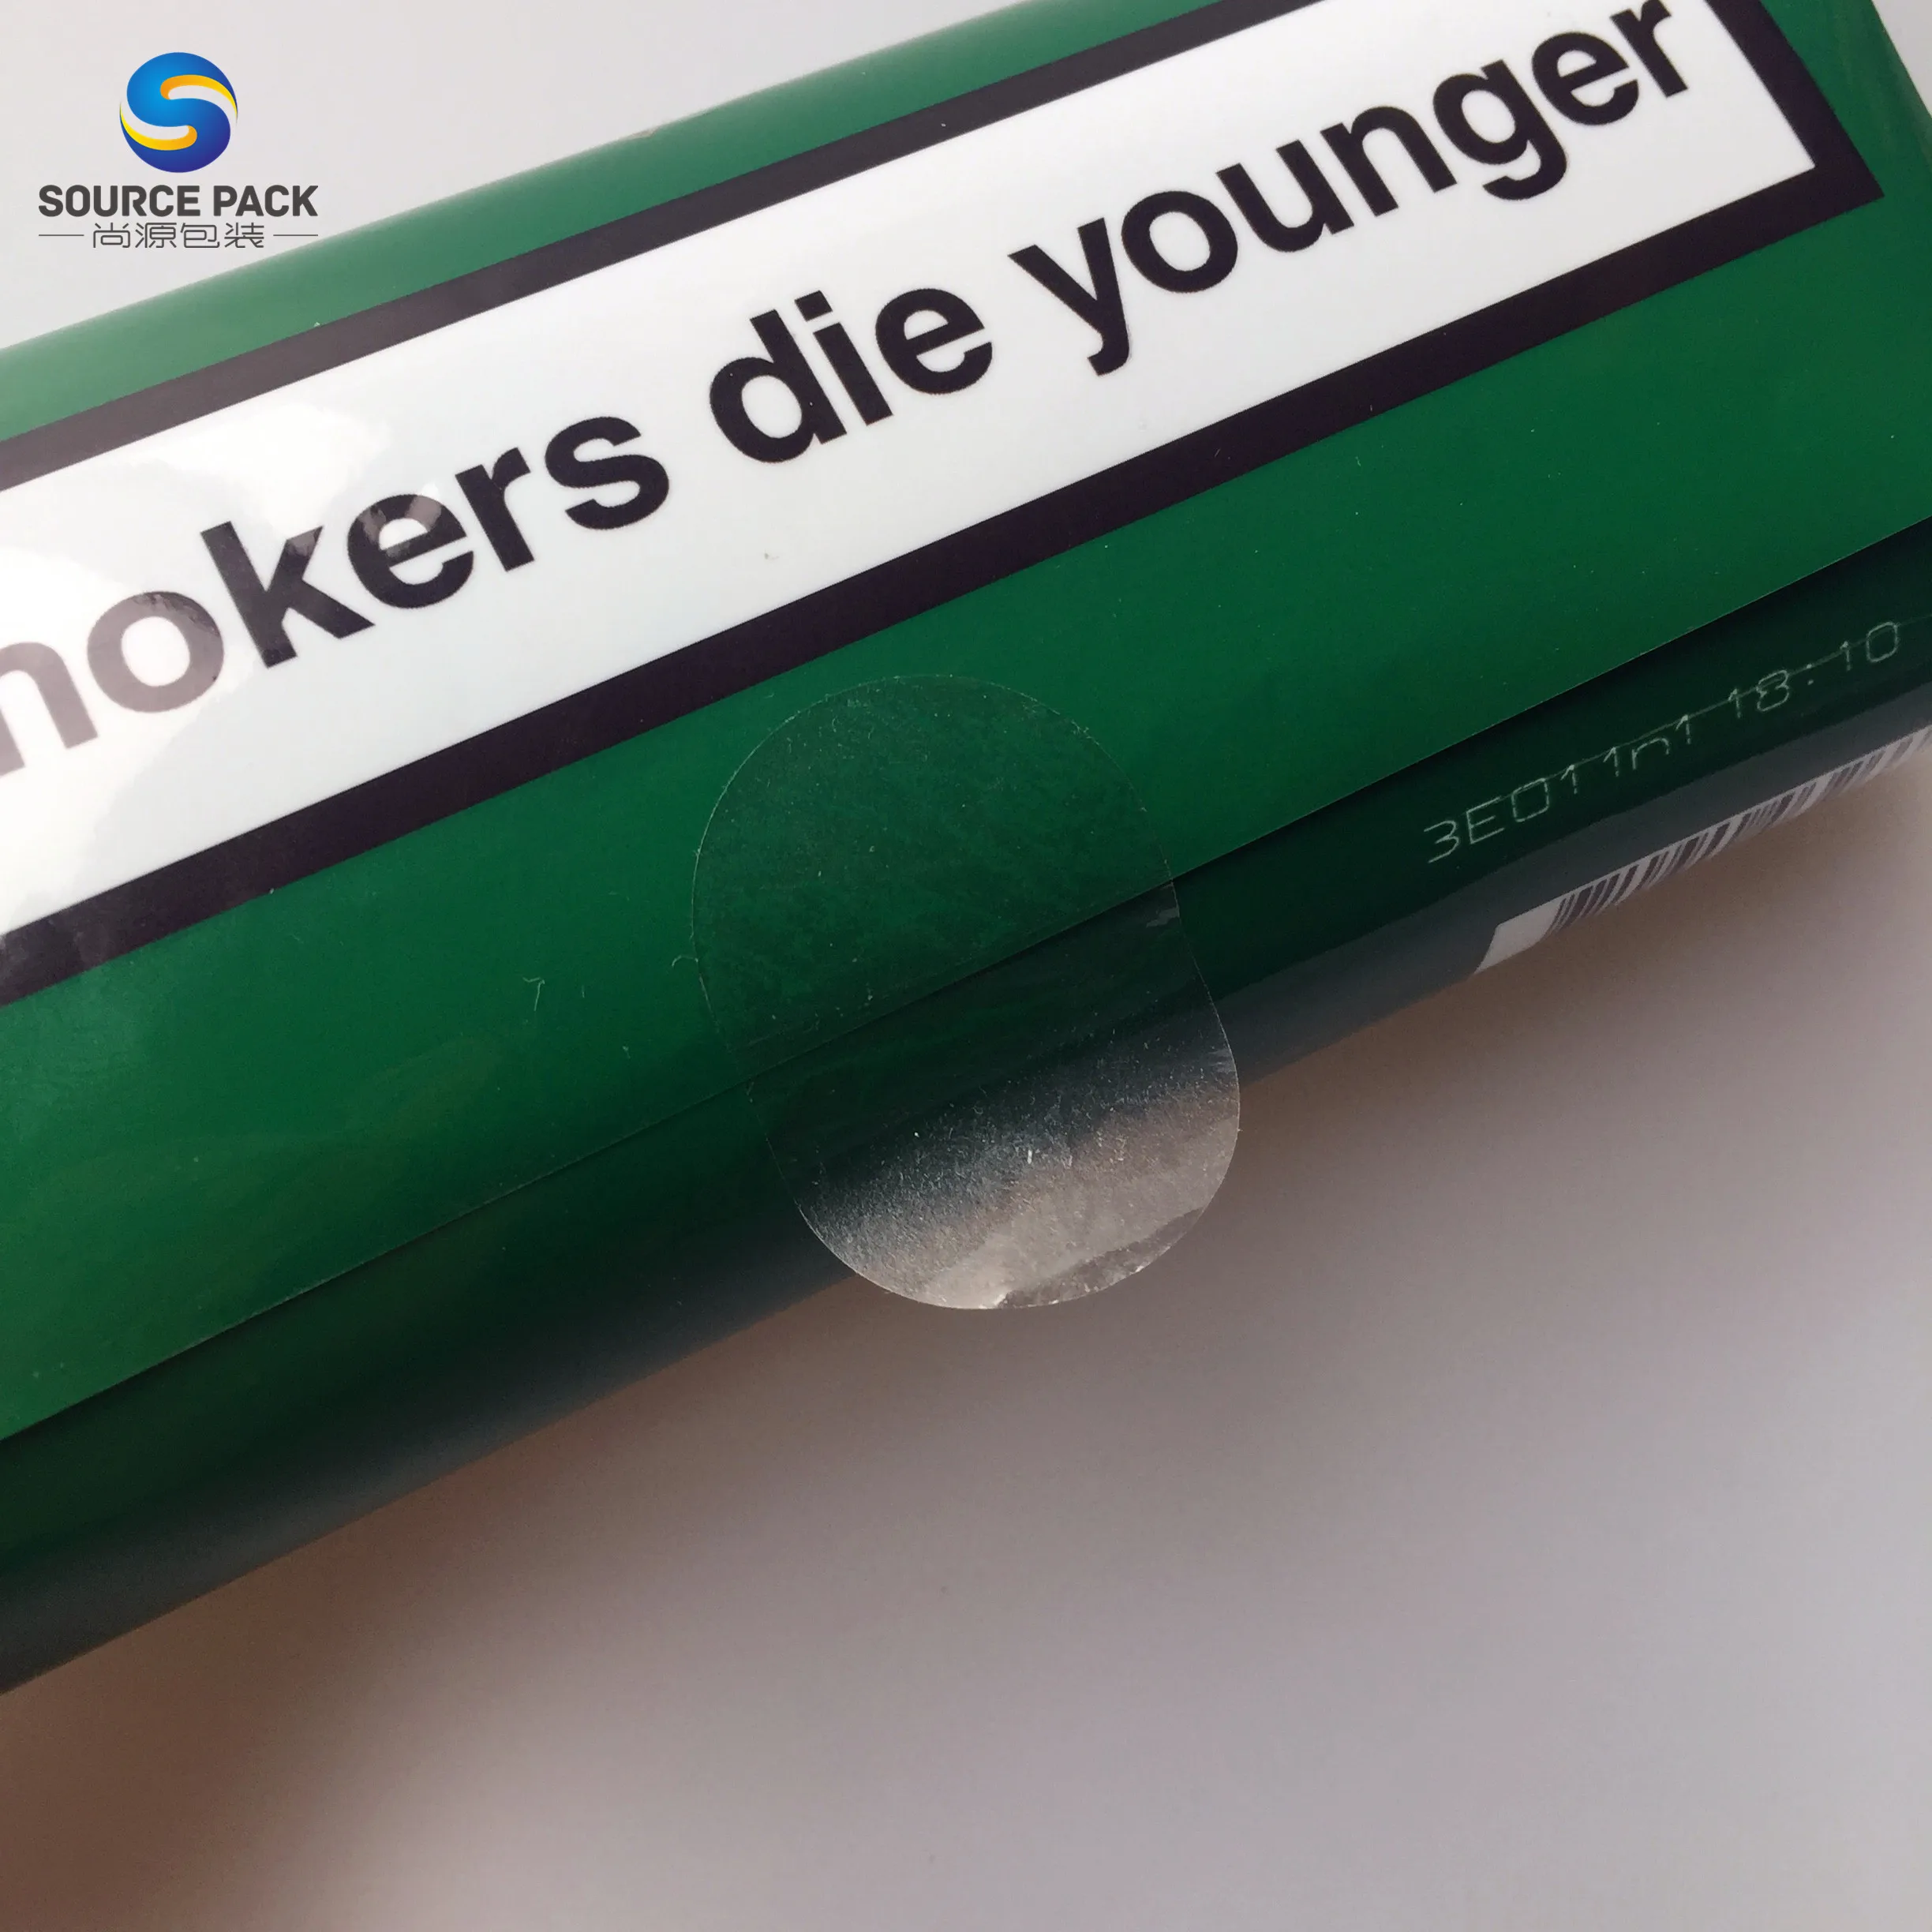 SOURCE PACK
尚源包装
mokers die younger
3E011n1 18:10